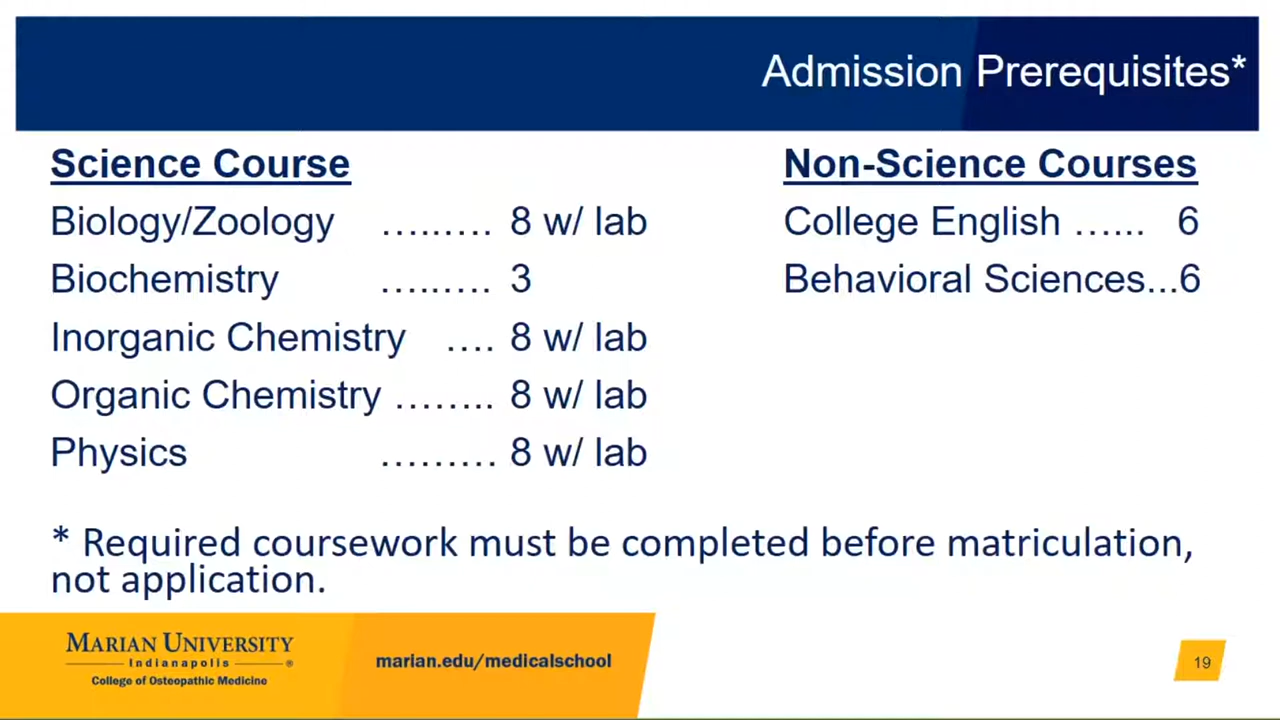 Admission Prerequisites*
Science Course
Biology/Zoology …..…. 8 w/ lab
Biochemistry …..…. 3
Inorganic Chemistry …. 8 w/ lab
Organic Chemistry …….. 8 w/ lab
Physics ……… 8 w/ lab
Non-Science Courses
College English …... 6
Behavioral Sciences...6
* Required coursework must be completed before matriculation,
not application.
MARIAN UNIVERSITY
Indianapolis ®
College of Osteopathic Medicine
marian.edu/medicalschool
19